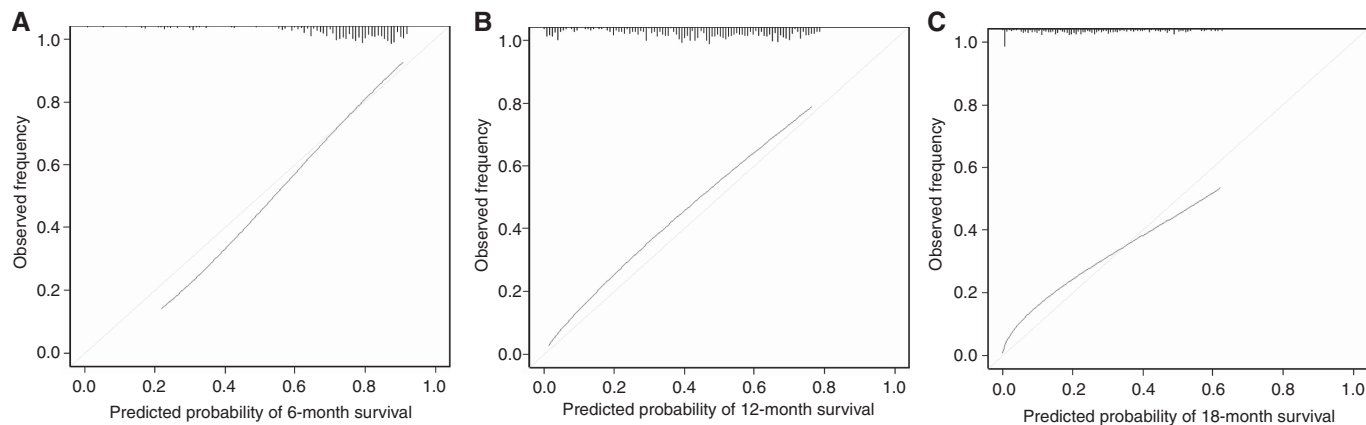 A
1.0
0.8
0.6
0.4
0.2
0.0
Observed frequency
0.0 0.2 0.4 0.6 0.8 1.0
Predicted probability of 6-month survival
B
1.0
0.8
0.6
0.4
0.2
0.0
Observed frequency
0.0 0.2 0.4 0.6 0.8 1.0
Predicted probability of 12-month survival
C
1.0
0.8
0.6
0.4
0.2
0.0
Observed frequency
0.0 0.2 0.4 0.6 0.8 1.0
Predicted probability of 18-month survival